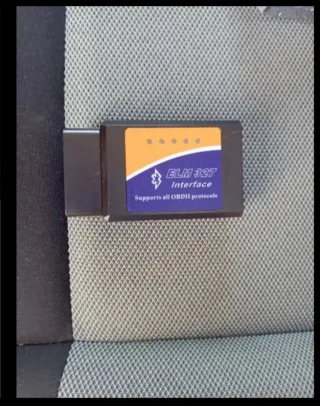 ELM 327
Interface
Supports all OBDII protocols